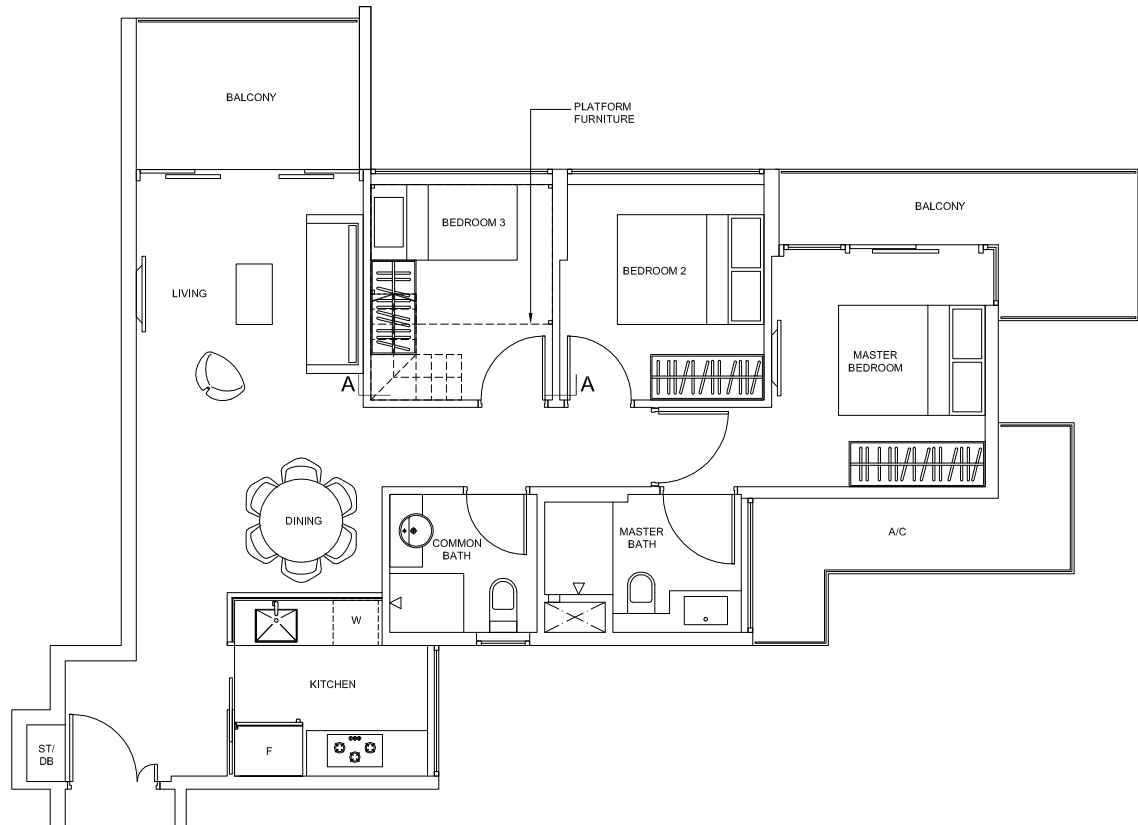 BALCONY
PLATFORM
FURNITURE
BEDROOM 3
BALCONY
BEDROOM 2
LIVING
MASTER
BEDROOM
A
A
DINING
COMMON
BATH
MASTER
BATH
A/C
W
KITCHEN
ST/
DB
F